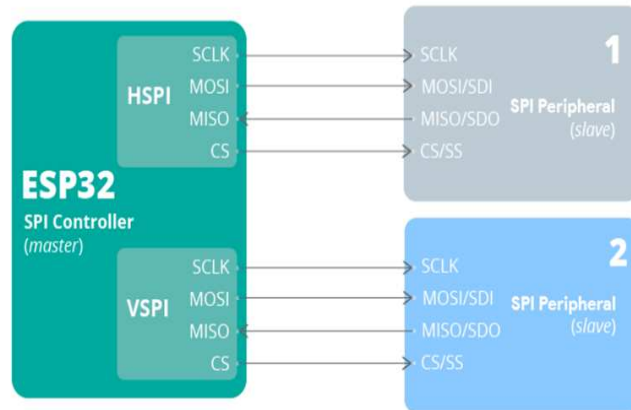 ESP32
SPI Controller
(master)
HSPI
SCLK
MOSI
MISO
CS
VSPI
SCLK
MOSI
MISO
CS
1
SPI Peripheral
(slave)
SCLK
MOSI/SDI
MISO/SDO
CS/SS
2
SPI Peripheral
(slave)
SCLK
MOSI/SDI
MISO/SDO
CS/SS